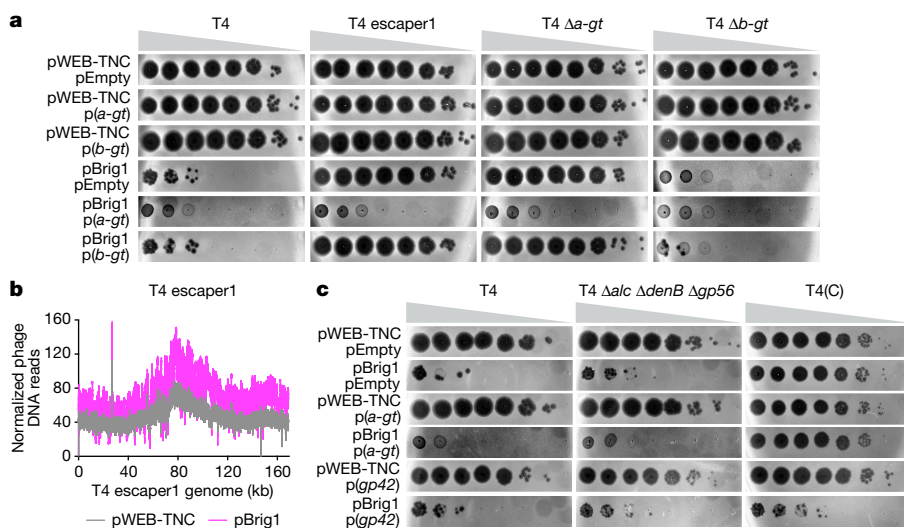 a
T4
T4 escaper1
T4 Δa-gt
T4 Δb-gt
pWEB-TNC
pEmpty
pWEB-TNC
p(a-gt)
pWEB-TNC
p(b-gt)
pBrig1
pEmpty
pBrig1
p(a-gt)
pBrig1
p(b-gt)
b
T4 escaper1
Normalized phage
DNA reads
160
120
80
40
0
0 40 80 120 160
T4 escaper1 genome (kb)
pWEB-TNC pBrig1
c
T4
T4 Δalc ΔdenB Δgp56
T4(C)
pWEB-TNC
pEmpty
pBrig1
pEmpty
pWEB-TNC
p(a-gt)
pBrig1
p(a-gt)
pWEB-TNC
p(gp42)
pBrig1
p(gp42)